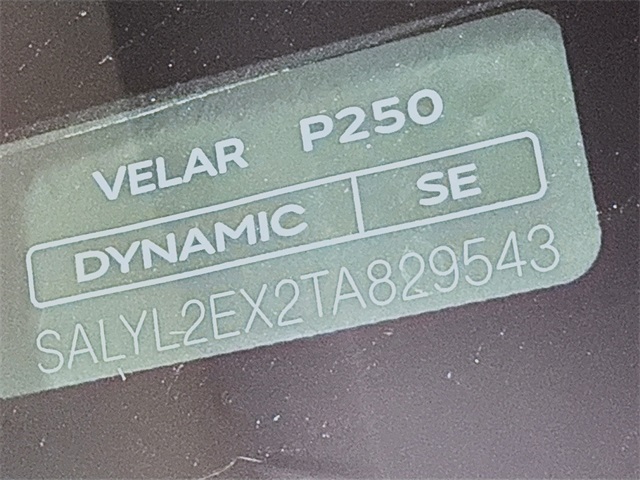 VELAR P250
DYNAMIC SE
SALYL2EX2TA829543